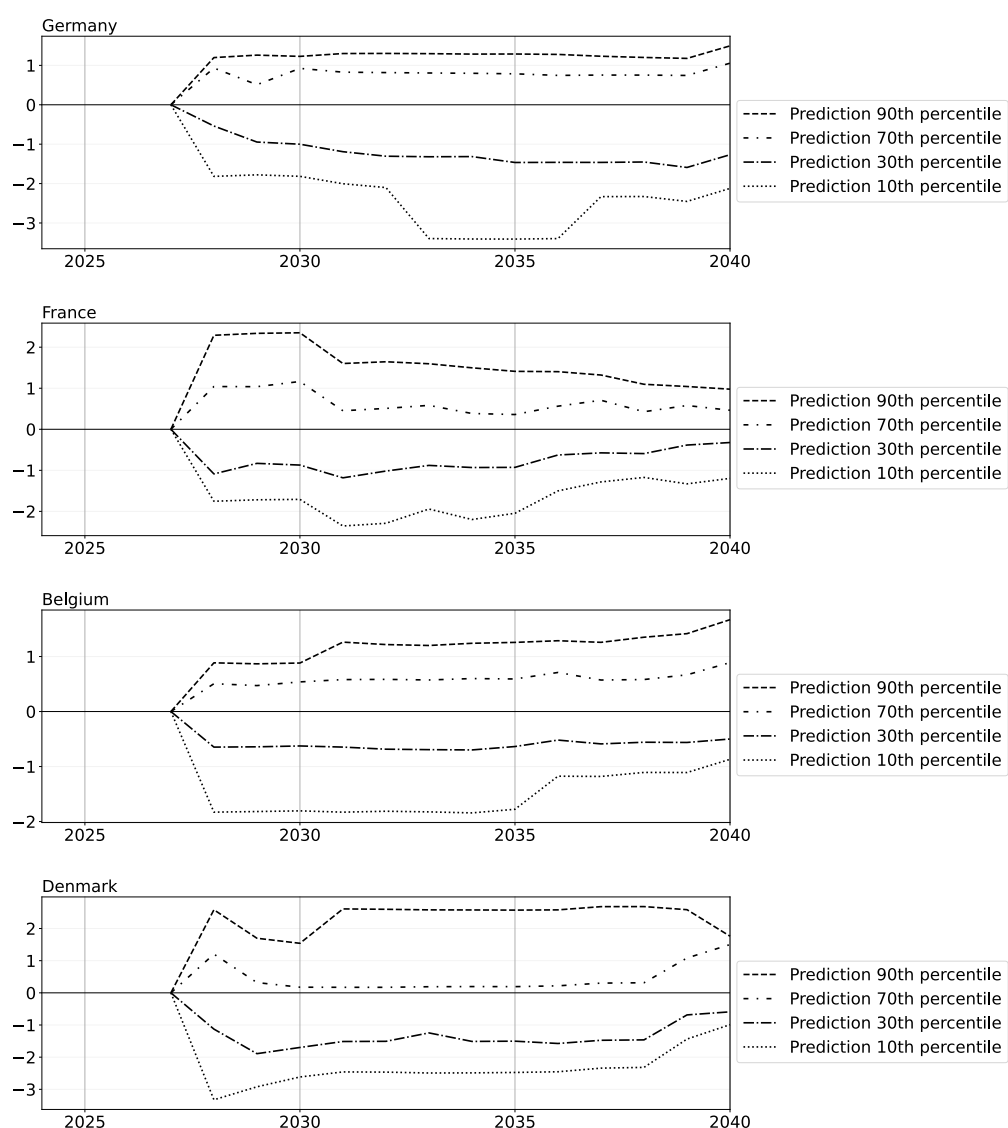 Germany
1
0
−1
−2
−3
2025 2030 2035 2040
Prediction 90th percentile
Prediction 70th percentile
Prediction 30th percentile
Prediction 10th percentile
France
2
1
0
−1
−2
2025 2030 2035 2040
Prediction 90th percentile
Prediction 70th percentile
Prediction 30th percentile
Prediction 10th percentile
Belgium
1
0
−1
−2
2025 2030 2035 2040
Prediction 90th percentile
Prediction 70th percentile
Prediction 30th percentile
Prediction 10th percentile
Denmark
2
1
0
−1
−2
−3
2025 2030 2035 2040
Prediction 90th percentile
Prediction 70th percentile
Prediction 30th percentile
Prediction 10th percentile